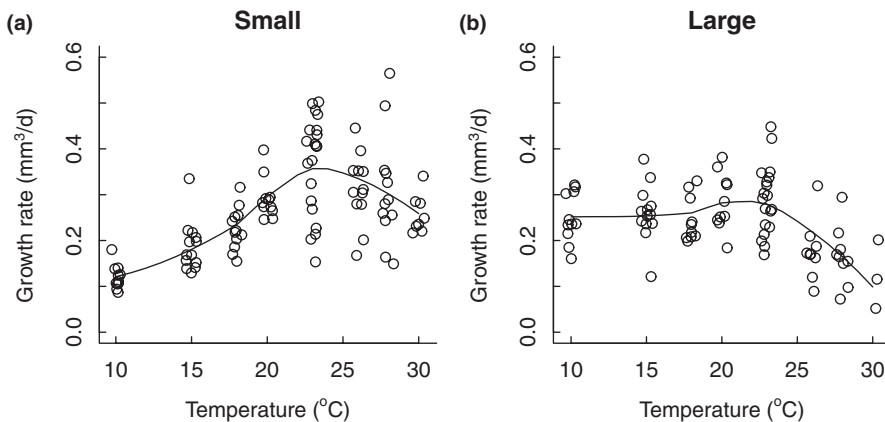 (a) Small
Growth rate (mm³/d)
0.6
0.4
0.2
0.0
10 15 20 25 30
Temperature (°C)
(b) Large
Growth rate (mm³/d)
0.6
0.4
0.2
0.0
10 15 20 25 30
Temperature (°C)